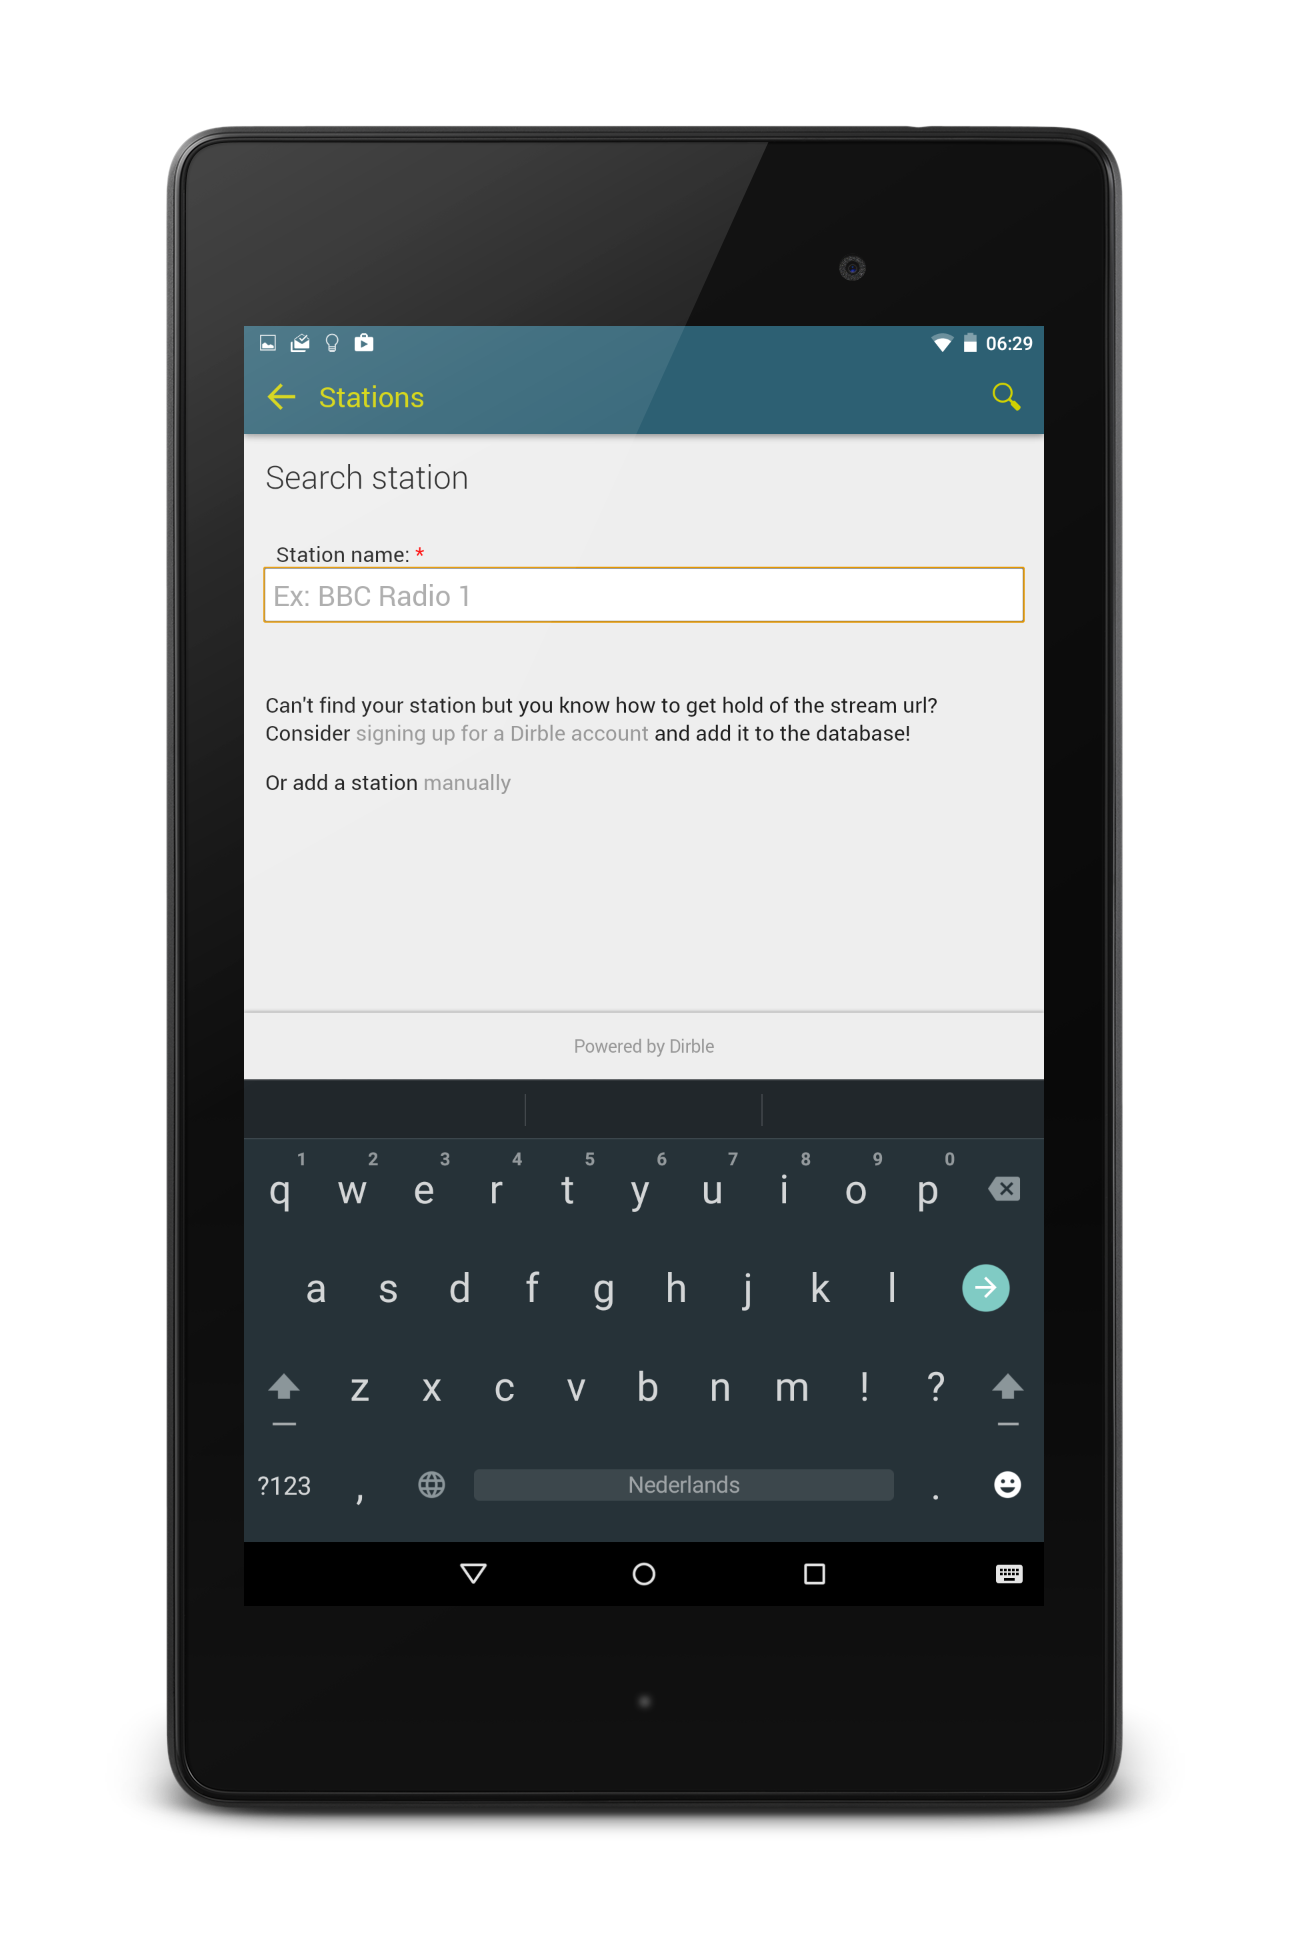 06:29
Stations
Search station
Station name: *
Ex: BBC Radio 1
Can't find your station but you know how to get hold of the stream url?
Consider signing up for a Dirble account and add it to the database!
Or add a station manually
Powered by Dirble
1 2 3 4 5 6 7 8 9 0
q w e r t y u i o p
a s d f g h j k l
z x c v b n m ! ?
?123 , Nederlands .